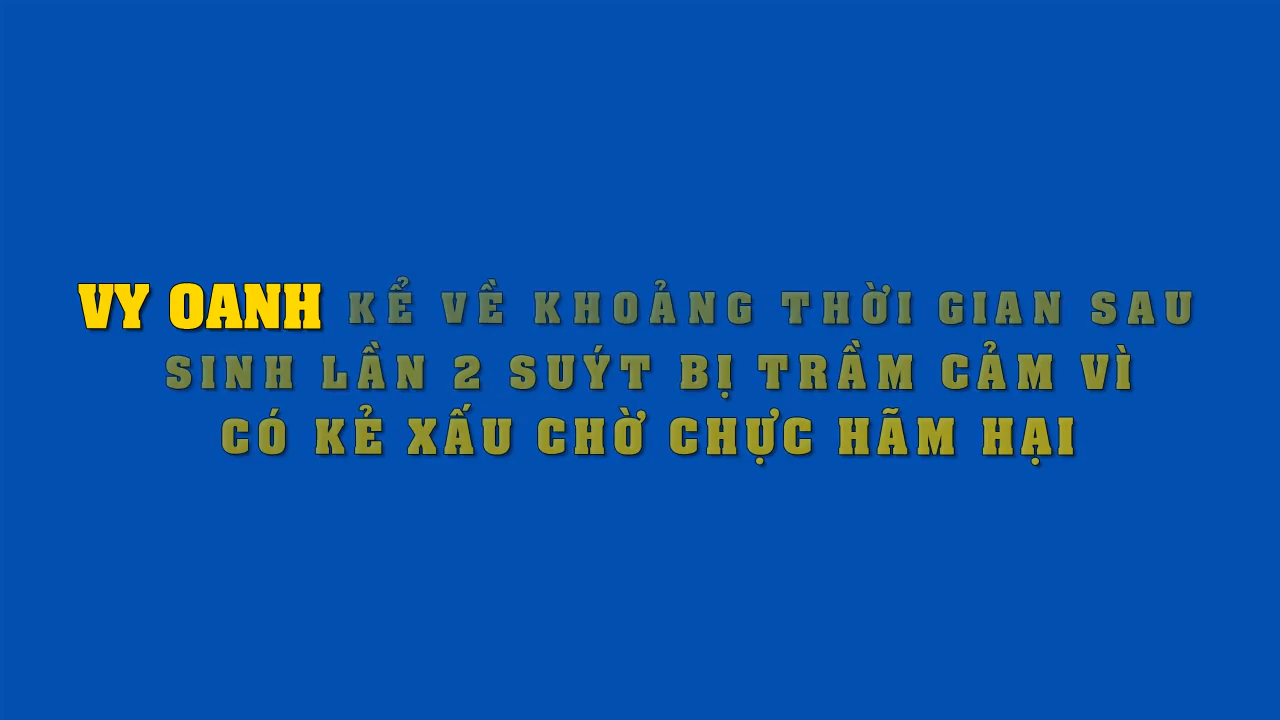 VY OANH KỂ VỀ KHOẢNG THỜI GIAN SAU
SINH LẦN 2 SUÝT BỊ TRẦM CẢM VÌ
CÓ KẺ XẤU CHỜ CHỰC HÃM HẠI